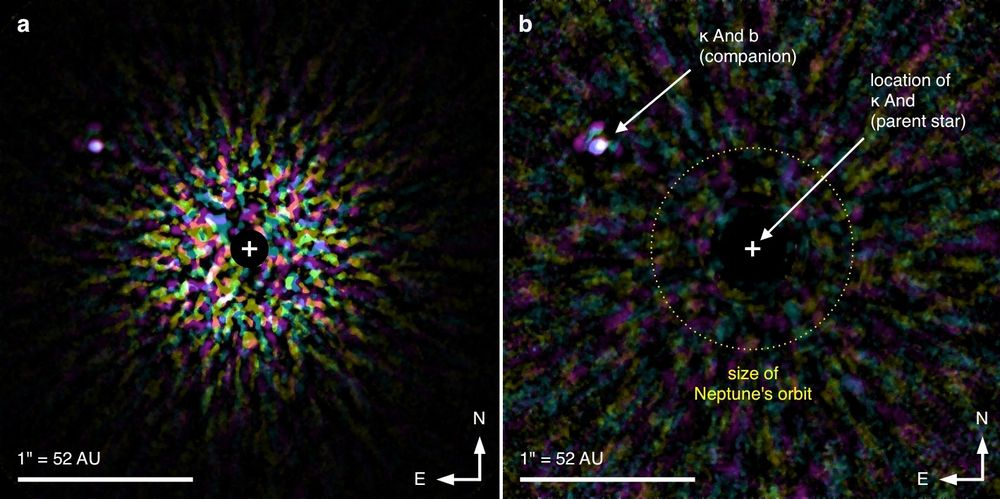 a
1" = 52 AU
N
E
b
κ And b
(companion)
location of
κ And
(parent star)
size of
Neptune's orbit
1" = 52 AU
N
E